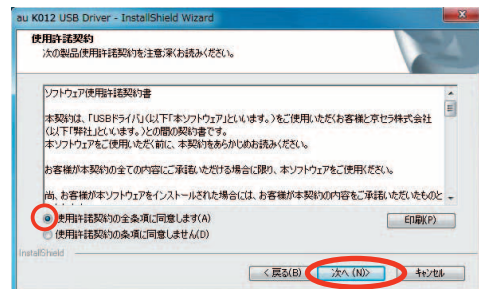 au K012 USB Driver - InstallShield Wizard
使用許諾契約
次の製品使用許諾契約を注意深くお読みください。
ソフトウェア使用許諾契約書
本契約は、「USBドライバ」(以下「本ソフトウェア」といいます。)をご使用いただくお客様と京セラ株式会社
(以下「弊社」といいます。)との間の契約書です。
本ソフトウェアをご使用いただく前に、本契約をあらかじめお読みください。
お客様が本契約の全ての内容にご承諾いただける場合に限り、本ソフトウェアをご使用ください。
尚、お客様が本ソフトウェアをインストールされた場合には、お客様が本契約の内容をご承諾いただいたものと
使用許諾契約の全条項に同意します(A)
印刷(P)
使用許諾契約の条項に同意しません(D)
InstallShield
< 戻る(B)
次へ (N)>
キャンセル